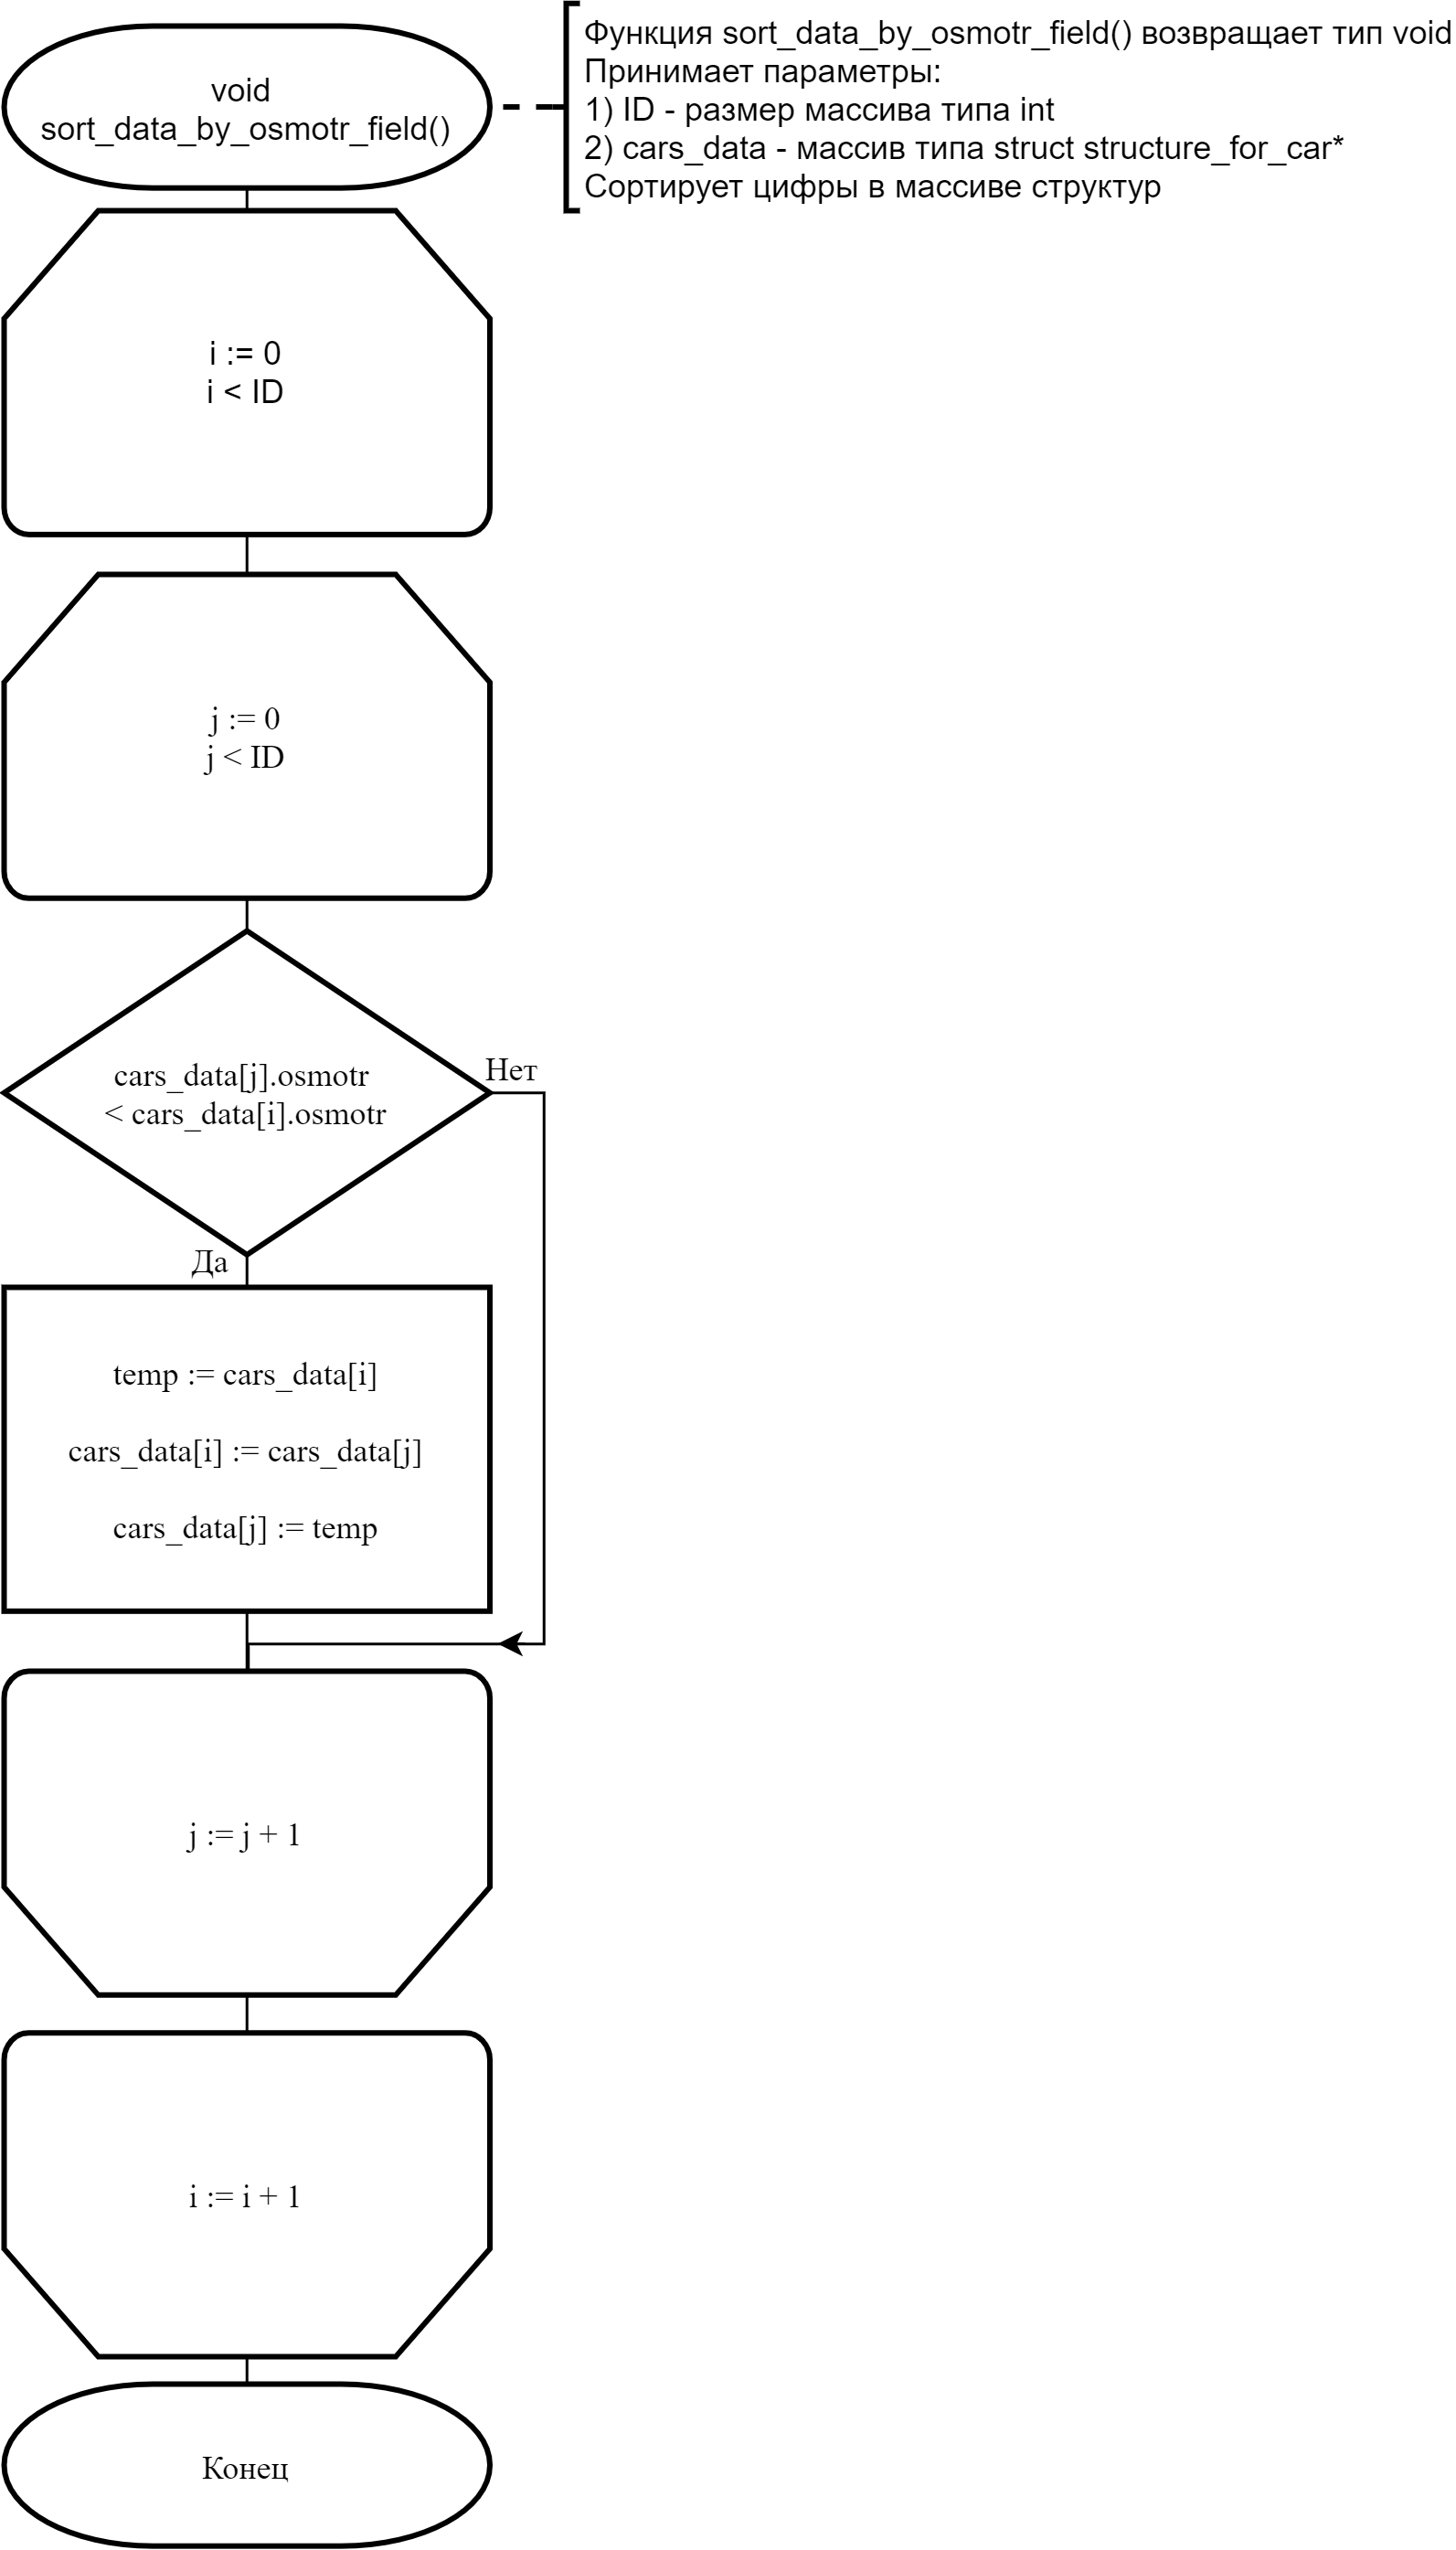 void
sort_data_by_osmotr_field()
Функция sort_data_by_osmotr_field() возвращает тип void
Принимает параметры:
1) ID - размер массива типа int
2) cars_data - массив типа struct structure_for_car*
Сортирует цифры в массиве структур
i := 0
i < ID
j := 0
j < ID
cars_data[j].osmotr
< cars_data[i].osmotr
Нет
Да
temp := cars_data[i]
cars_data[i] := cars_data[j]
cars_data[j] := temp
j := j + 1
i := i + 1
Конец